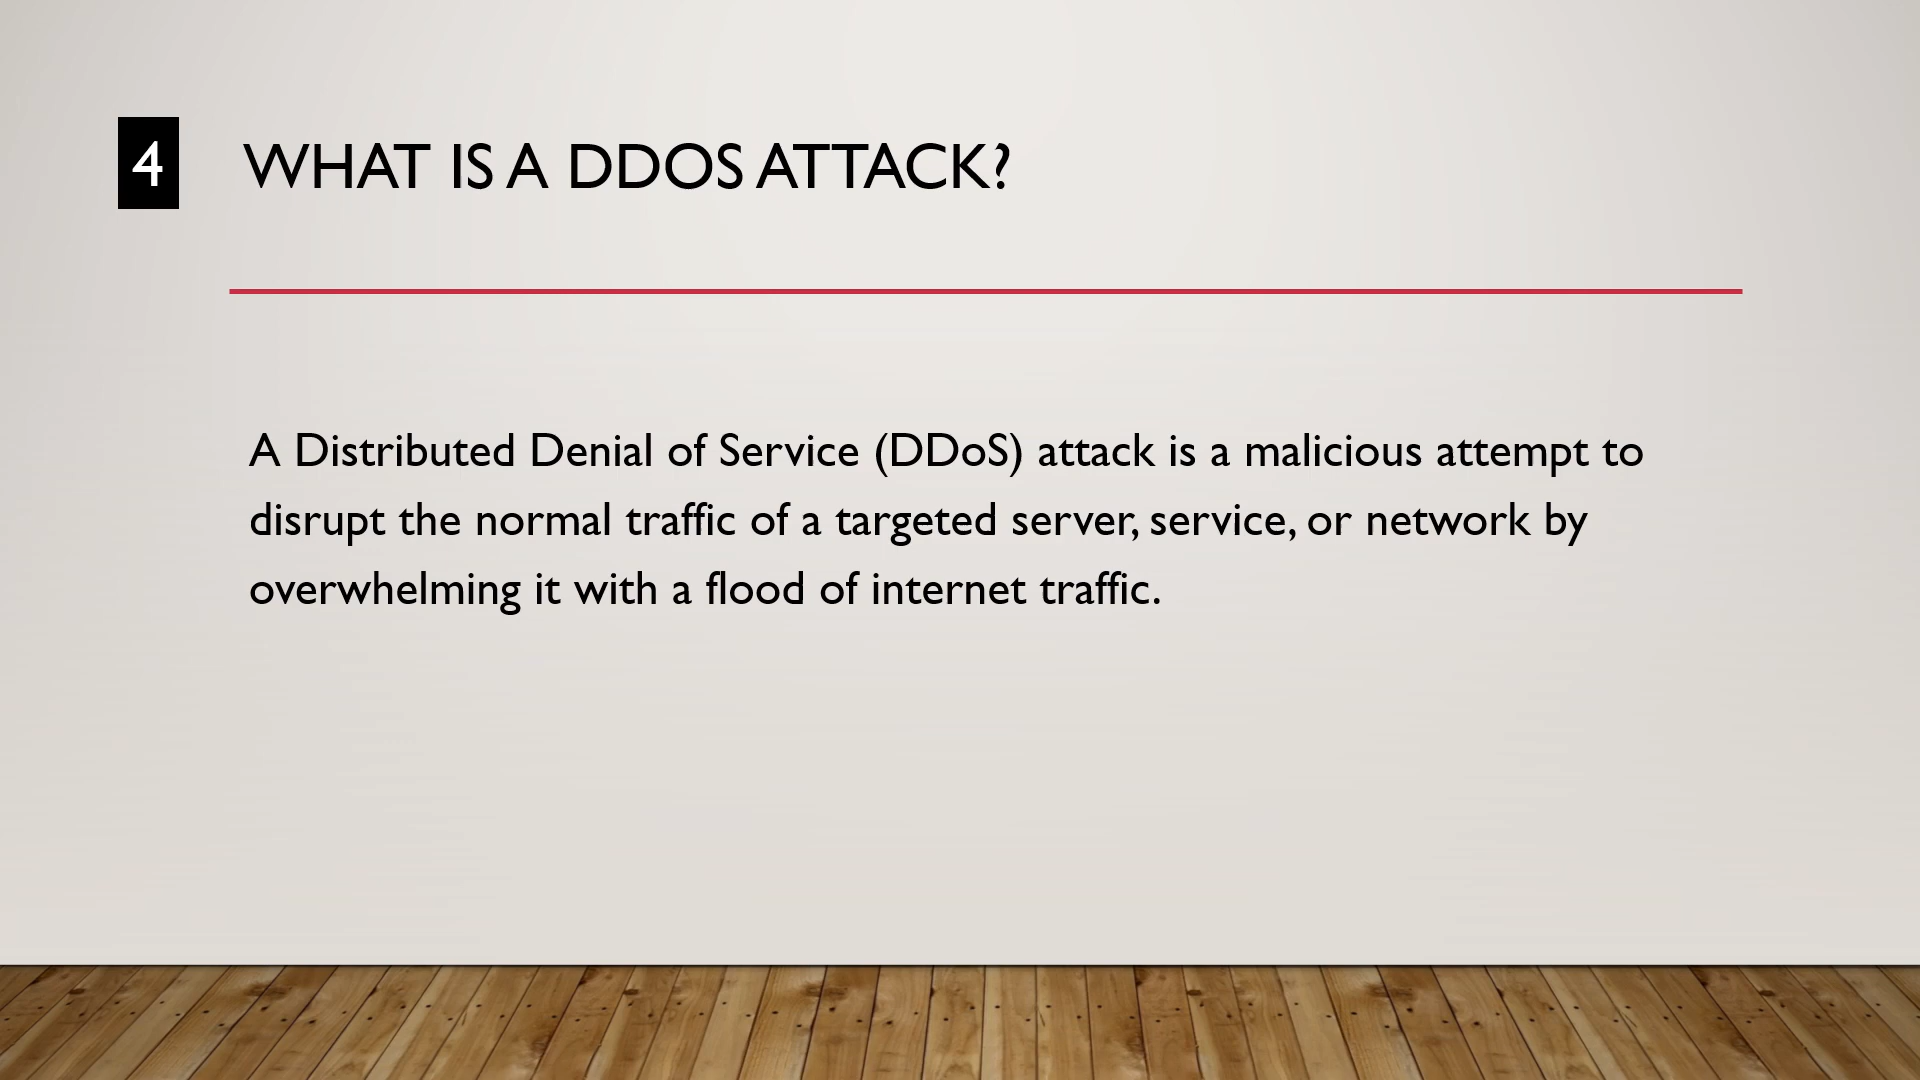 4
WHAT IS A DDOS ATTACK?
A Distributed Denial of Service (DDoS) attack is a malicious attempt to
disrupt the normal traffic of a targeted server, service, or network by
overwhelming it with a flood of internet traffic.